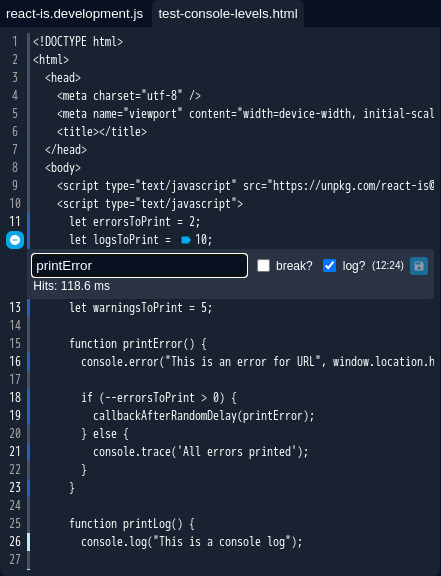 react-is.development.js test-console-levels.html
1 <!DOCTYPE html>
2 <html>
3 <head>
4 <meta charset="utf-8" />
5 <meta name="viewport" content="width=device-width, initial-scal
6 <title></title>
7 </head>
8 <body>
9 <script type="text/javascript" src="https://unpkg.com/react-is@
10 <script type="text/javascript">
11 let errorsToPrint = 2;
let logsToPrint = 10;
printError break? log? (12:24)
Hits: 118.6 ms
13 let warningsToPrint = 5;
14
15 function printError() {
16 console.error("This is an error for URL", window.location.h
17
18 if (--errorsToPrint > 0) {
19 callbackAfterRandomDelay(printError);
20 } else {
21 console.trace('All errors printed');
22 }
23 }
24
25 function printLog() {
26 console.log("This is a console log");
27